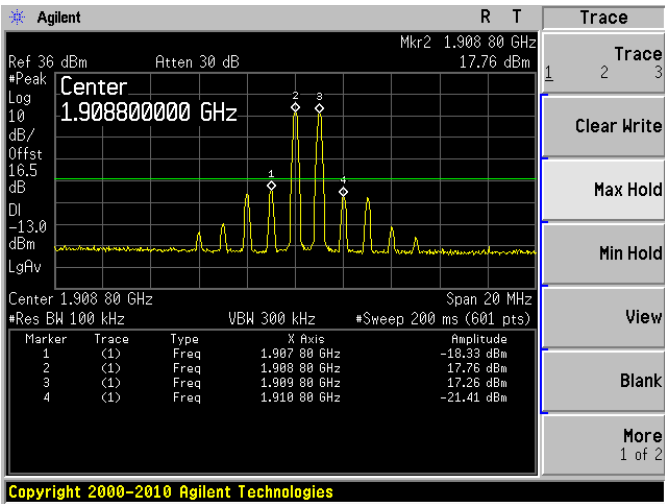 Agilent R T Trace
Mkr2 1.908 80 GHz
Ref 36 dBm Atten 30 dB 17.76 dBm
#Peak
Log
10
dB/
Offst
16.5
dB
DI
-13.0
dBm
LgAv
Center
1.908800000 GHz
1
2
3
4
Center 1.908 80 GHz Span 20 MHz
#Res BW 100 kHz VBW 300 kHz #Sweep 200 ms (601 pts)
Marker Trace Type X Axis Amplitude
1 (1) Freq 1.907 80 GHz -18.33 dBm
2 (1) Freq 1.908 80 GHz 17.76 dBm
3 (1) Freq 1.909 80 GHz 17.26 dBm
4 (1) Freq 1.910 80 GHz -21.41 dBm
Trace
1 2 3
Clear Write
Max Hold
Min Hold
View
Blank
More
1 of 2
Copyright 2000-2010 Agilent Technologies